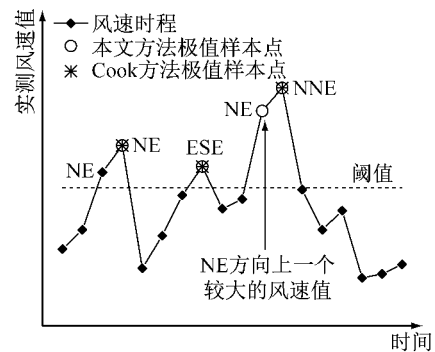 实测风速值
风速时程
本文方法极值样本点
Cook方法极值样本点
NE
NNE
NE
NE
ESE
阈值
NE方向上一个
较大的风速值
时间